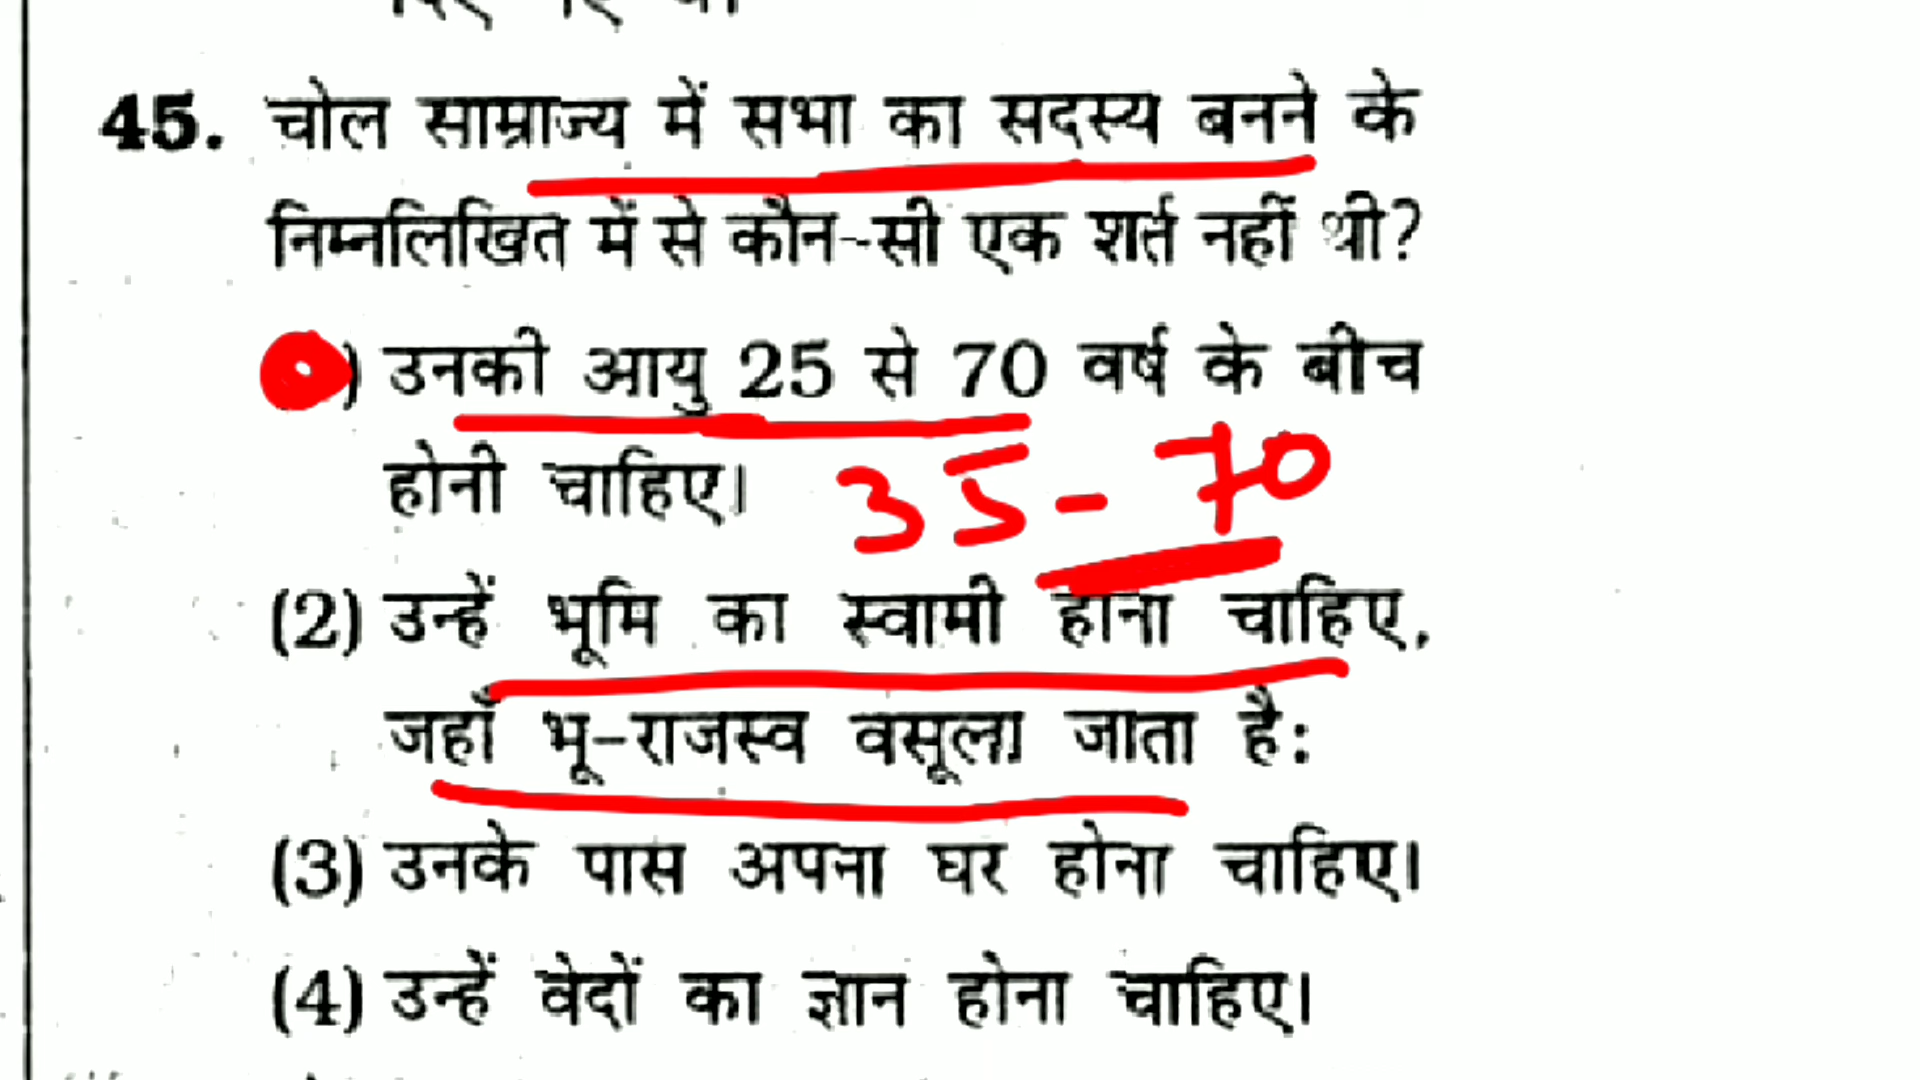 45. चोल साम्राज्य में सभा का सदस्य बनने के
निम्नलिखित में से कौन-सी एक शर्त नहीं थी?
) उनकी आयु 25 से 70 वर्ष के बीच
होनी चाहिए।
35 - 70
(2) उन्हें भूमि का स्वामी होना चाहिए,
जहाँ भू-राजस्व वसूला जाता है:
(3) उनके पास अपना घर होना चाहिए।
(4) उन्हें वेदों का ज्ञान होना चाहिए।